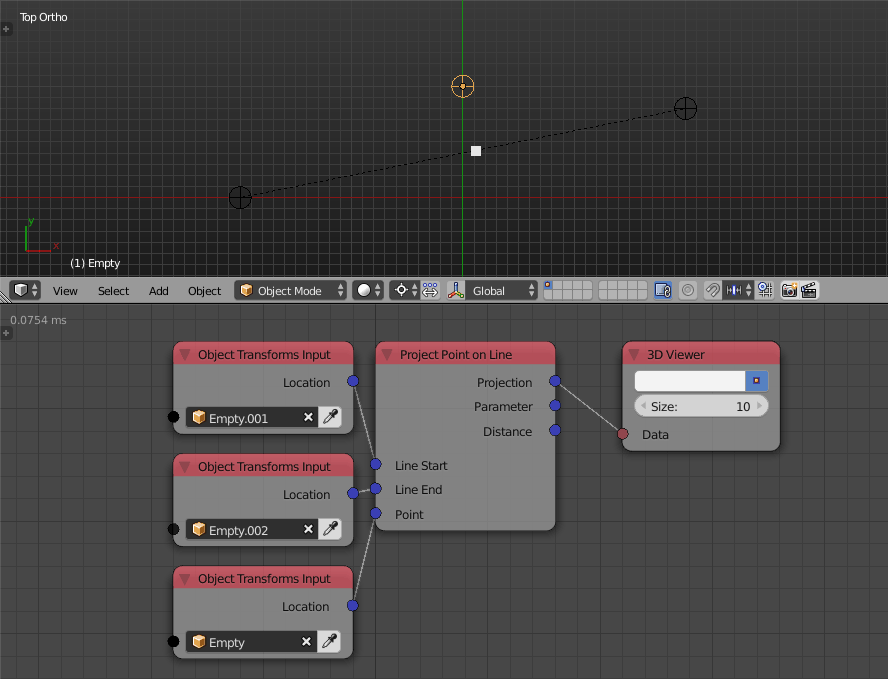 Top Ortho
y
x
(1) Empty
View Select Add Object Object Mode Global
0.0754 ms
Object Transforms Input
Location
Empty.001
Object Transforms Input
Location
Empty.002
Object Transforms Input
Location
Empty
Project Point on Line
Projection
Parameter
Distance
Line Start
Line End
Point
3D Viewer
Size: 10
Data